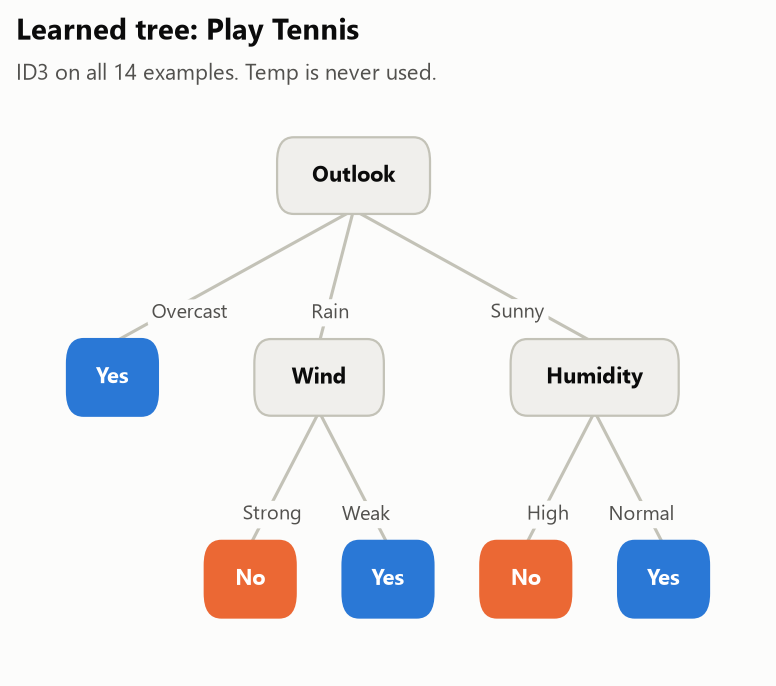 Learned tree: Play Tennis
ID3 on all 14 examples. Temp is never used.
Outlook
Overcast
Rain
Sunny
Yes
Wind
Humidity
Strong
Weak
High
Normal
No
Yes
No
Yes